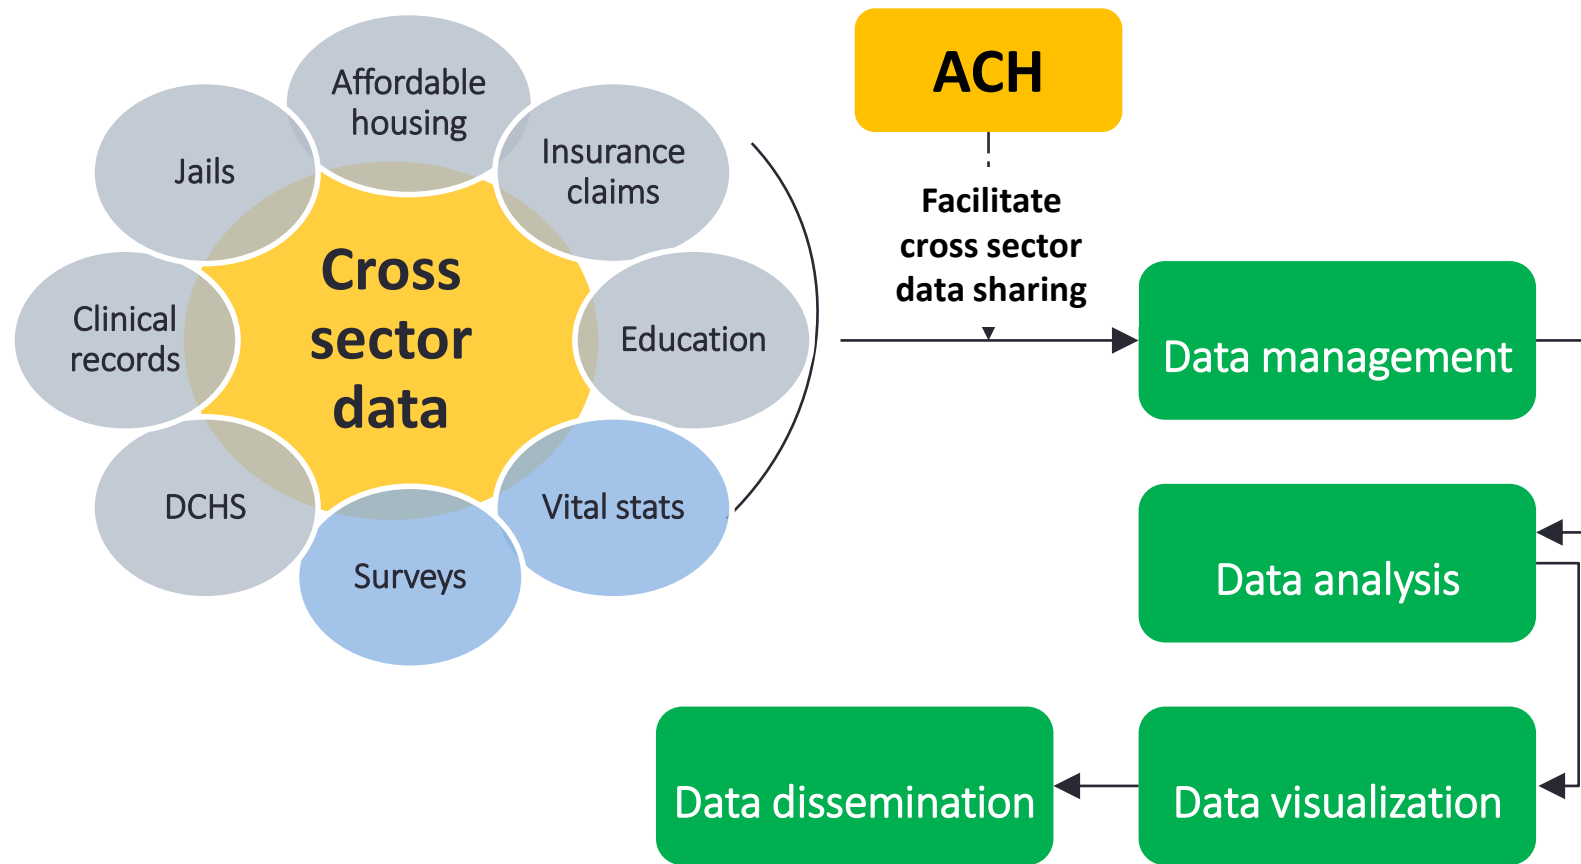 Affordable
housing
Insurance
claims
Jails
Education
Clinical
records
Cross
sector
data
DCHS
Vital stats
Surveys
ACH
Facilitate
cross sector
data sharing
Data management
Data analysis
Data visualization
Data dissemination